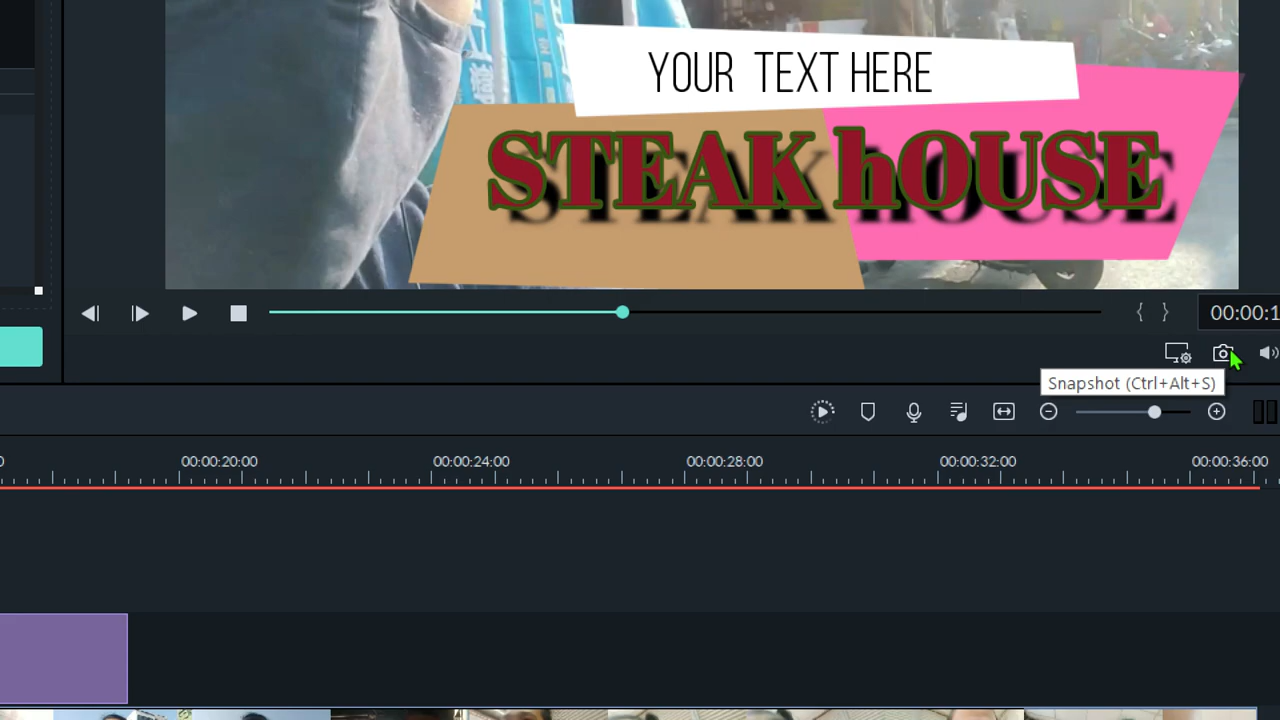 YOUR TEXT HERE
STEAK hOUSE
00:00:1
Snapshot (Ctrl+Alt+S)
0
00:00:20:00
00:00:24:00
00:00:28:00
00:00:32:00
00:00:36:00